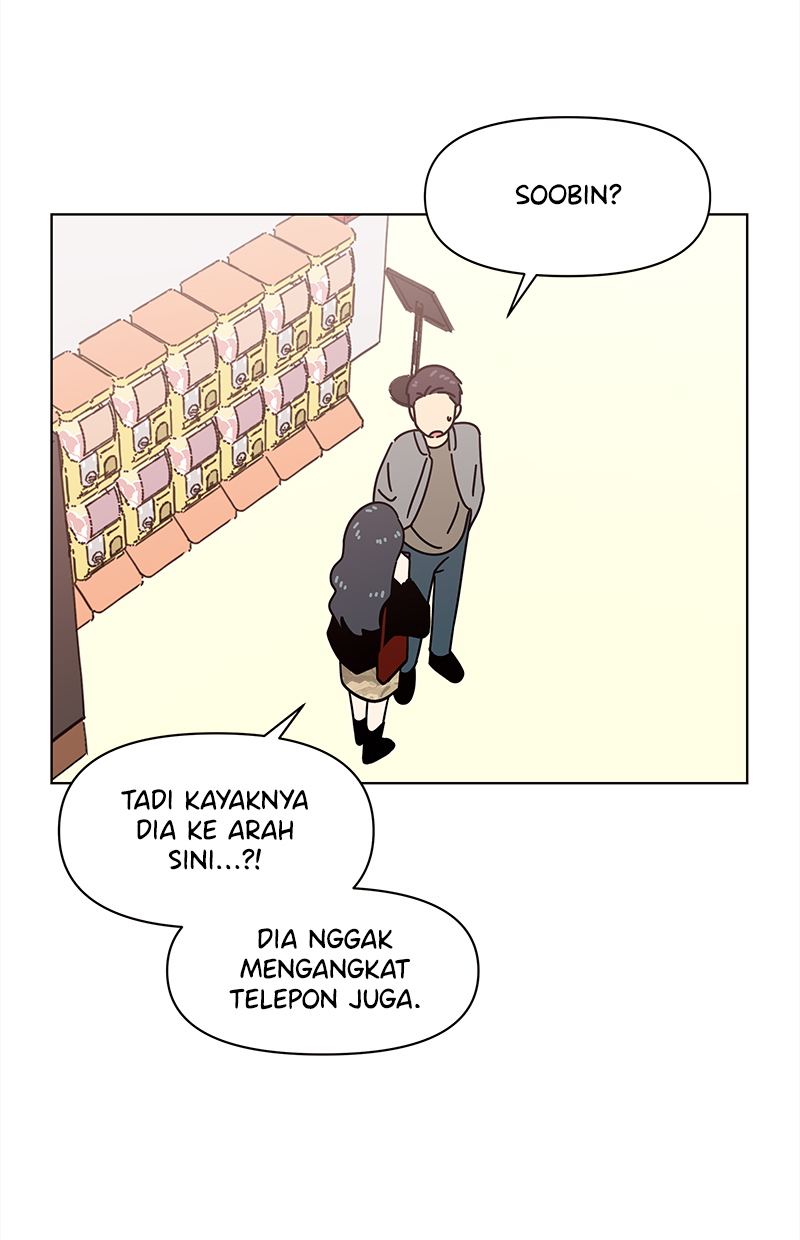 SOOBIN?
TADI KAYAKNYA
DIA KE ARAH
SINI...?!
DIA NGGAK
MENGANGKAT
TELEPON JUGA.